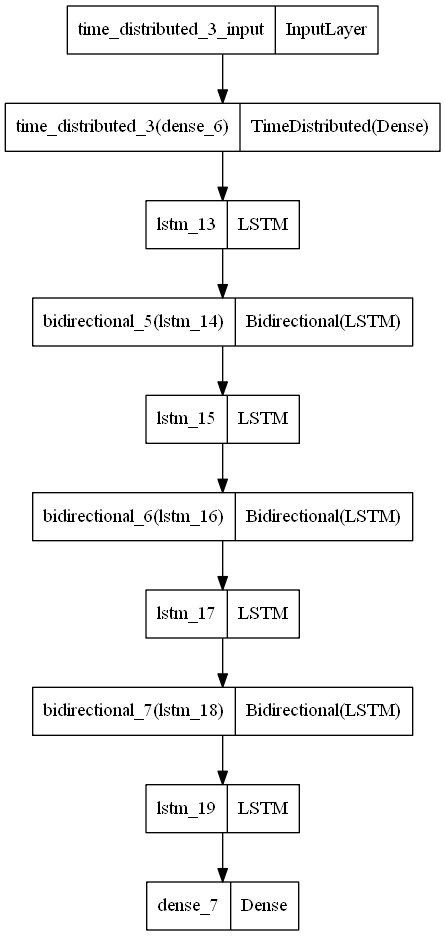 time_distributed_3_input InputLayer
time_distributed_3(dense_6) TimeDistributed(Dense)
lstm_13 LSTM
bidirectional_5(lstm_14) Bidirectional(LSTM)
lstm_15 LSTM
bidirectional_6(lstm_16) Bidirectional(LSTM)
lstm_17 LSTM
bidirectional_7(lstm_18) Bidirectional(LSTM)
lstm_19 LSTM
dense_7 Dense